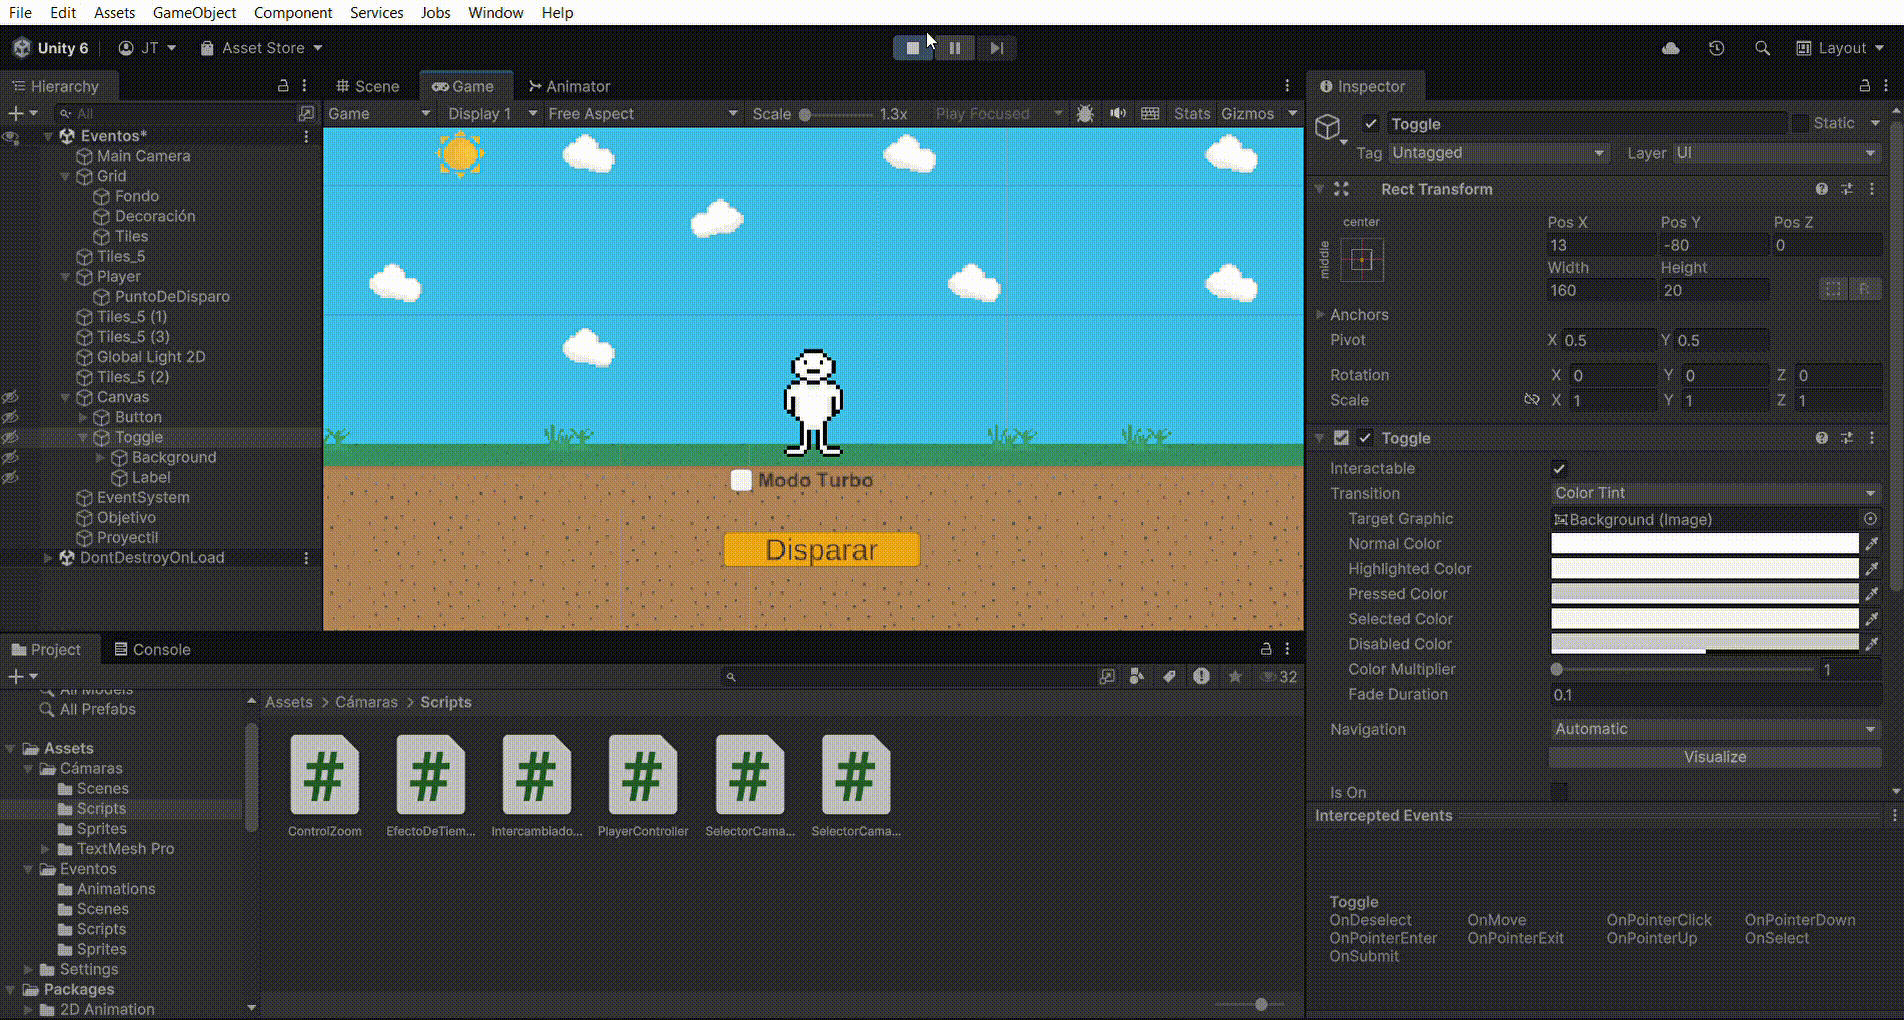 File Edit Assets GameObject Component Services Jobs Window Help
Unity 6 JT Asset Store Layout
Hierarchy
All
Eventos*
Main Camera
Grid
Fondo
Decoración
Tiles
Tiles_5
Player
PuntoDeDisparo
Tiles_5 (1)
Tiles_5 (3)
Global Light 2D
Tiles_5 (2)
Canvas
Button
Toggle
Background
Label
EventSystem
Objetivo
Proyectil
DontDestroyOnLoad
Scene Game Animator
Game Display 1 Free Aspect Scale 1.3x Play Focused Stats Gizmos
Modo Turbo
Disparar
Inspector
Toggle Static
Tag Untagged Layer UI
Rect Transform
center
middle
Pos X Pos Y Pos Z
13 -80 0
Width Height
160 20 R
Anchors
Pivot X 0.5 Y 0.5
Rotation X 0 Y 0 Z 0
Scale X 1 Y 1 Z 1
Toggle
Interactable
Transition Color Tint
Target Graphic Background (Image)
Normal Color
Highlighted Color
Pressed Color
Selected Color
Disabled Color
Color Multiplier 1
Fade Duration 0.1
Navigation Automatic
Visualize
Is On
Intercepted Events
Toggle
OnDeselect OnMove OnPointerClick OnPointerDown
OnPointerEnter OnPointerExit OnPointerUp OnSelect
OnSubmit
Project Console
32
All Models
All Prefabs
Assets
Cámaras
Scenes
Scripts
Sprites
TextMesh Pro
Eventos
Animations
Scenes
Scripts
Sprites
Settings
Packages
2D Animation
Assets > Cámaras > Scripts
# # # # # #
ControlZoom EfectoDeTiem... Intercambiado... PlayerController SelectorCama... SelectorCama...